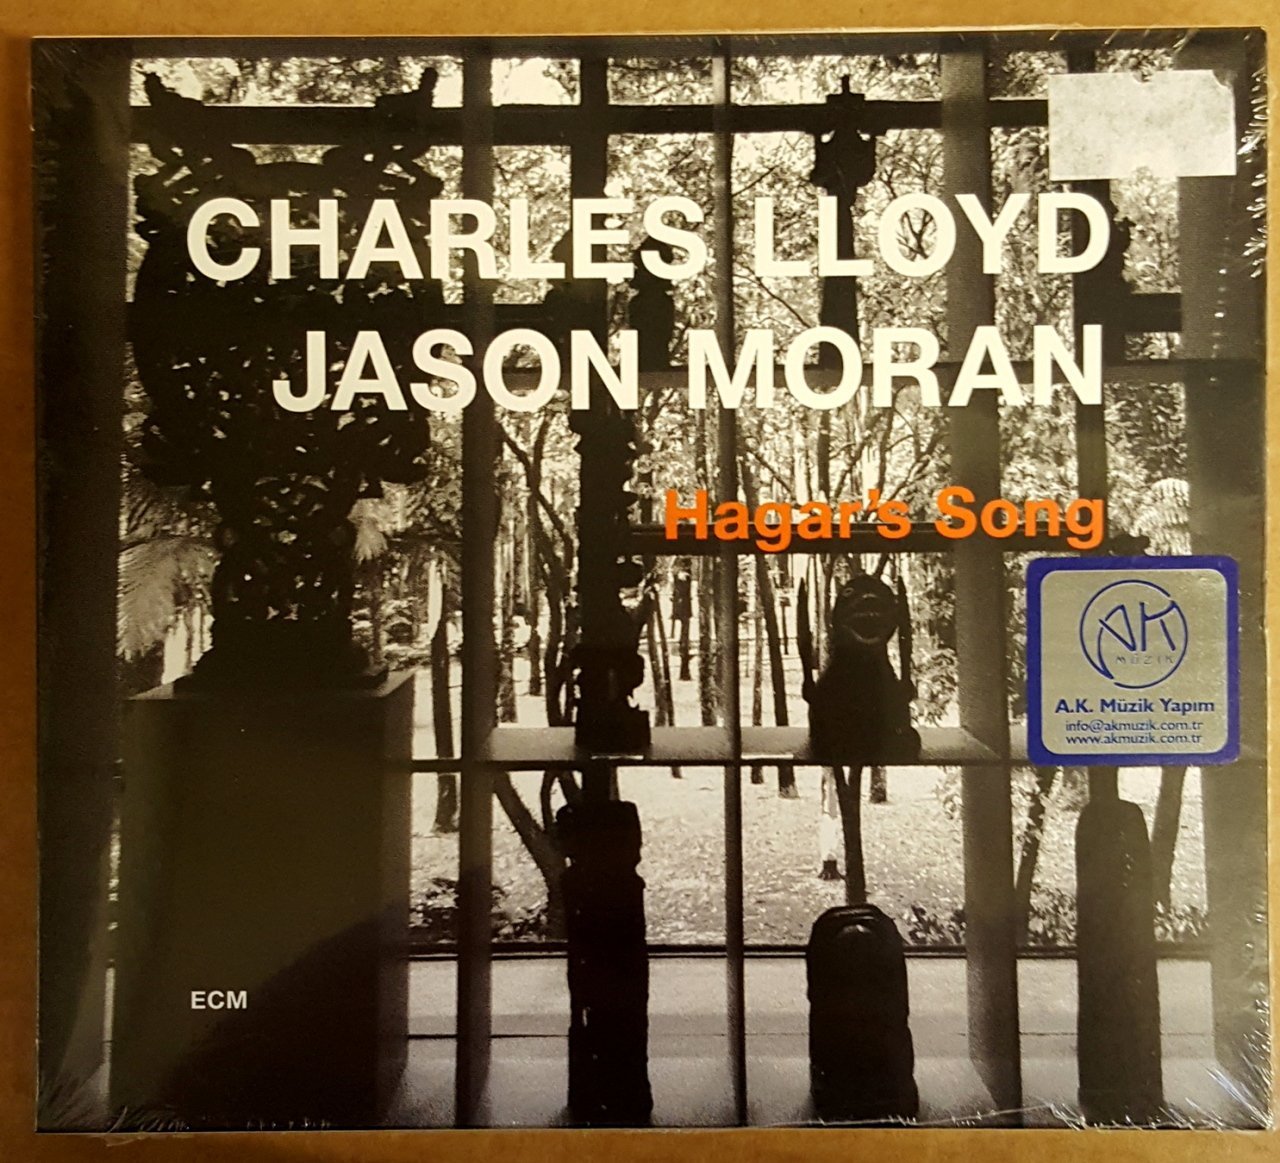 CHARLES LLOYD
JASON MORAN
Hagar's Song
AK
MÜZİK
A.K. Müzik Yapım
info@akmuzik.com.tr
www.akmuzik.com.tr
ECM